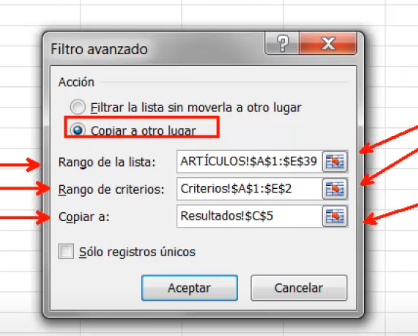 Filtro avanzado
Acción
Filtrar la lista sin moverla a otro lugar
Copiar a otro lugar
Rango de la lista: ARTÍCULOS!$A$1:$E$39
Rango de criterios: Criterios!$A$1:$E$2
Copiar a: Resultados!$C$5
Sólo registros únicos
Aceptar Cancelar